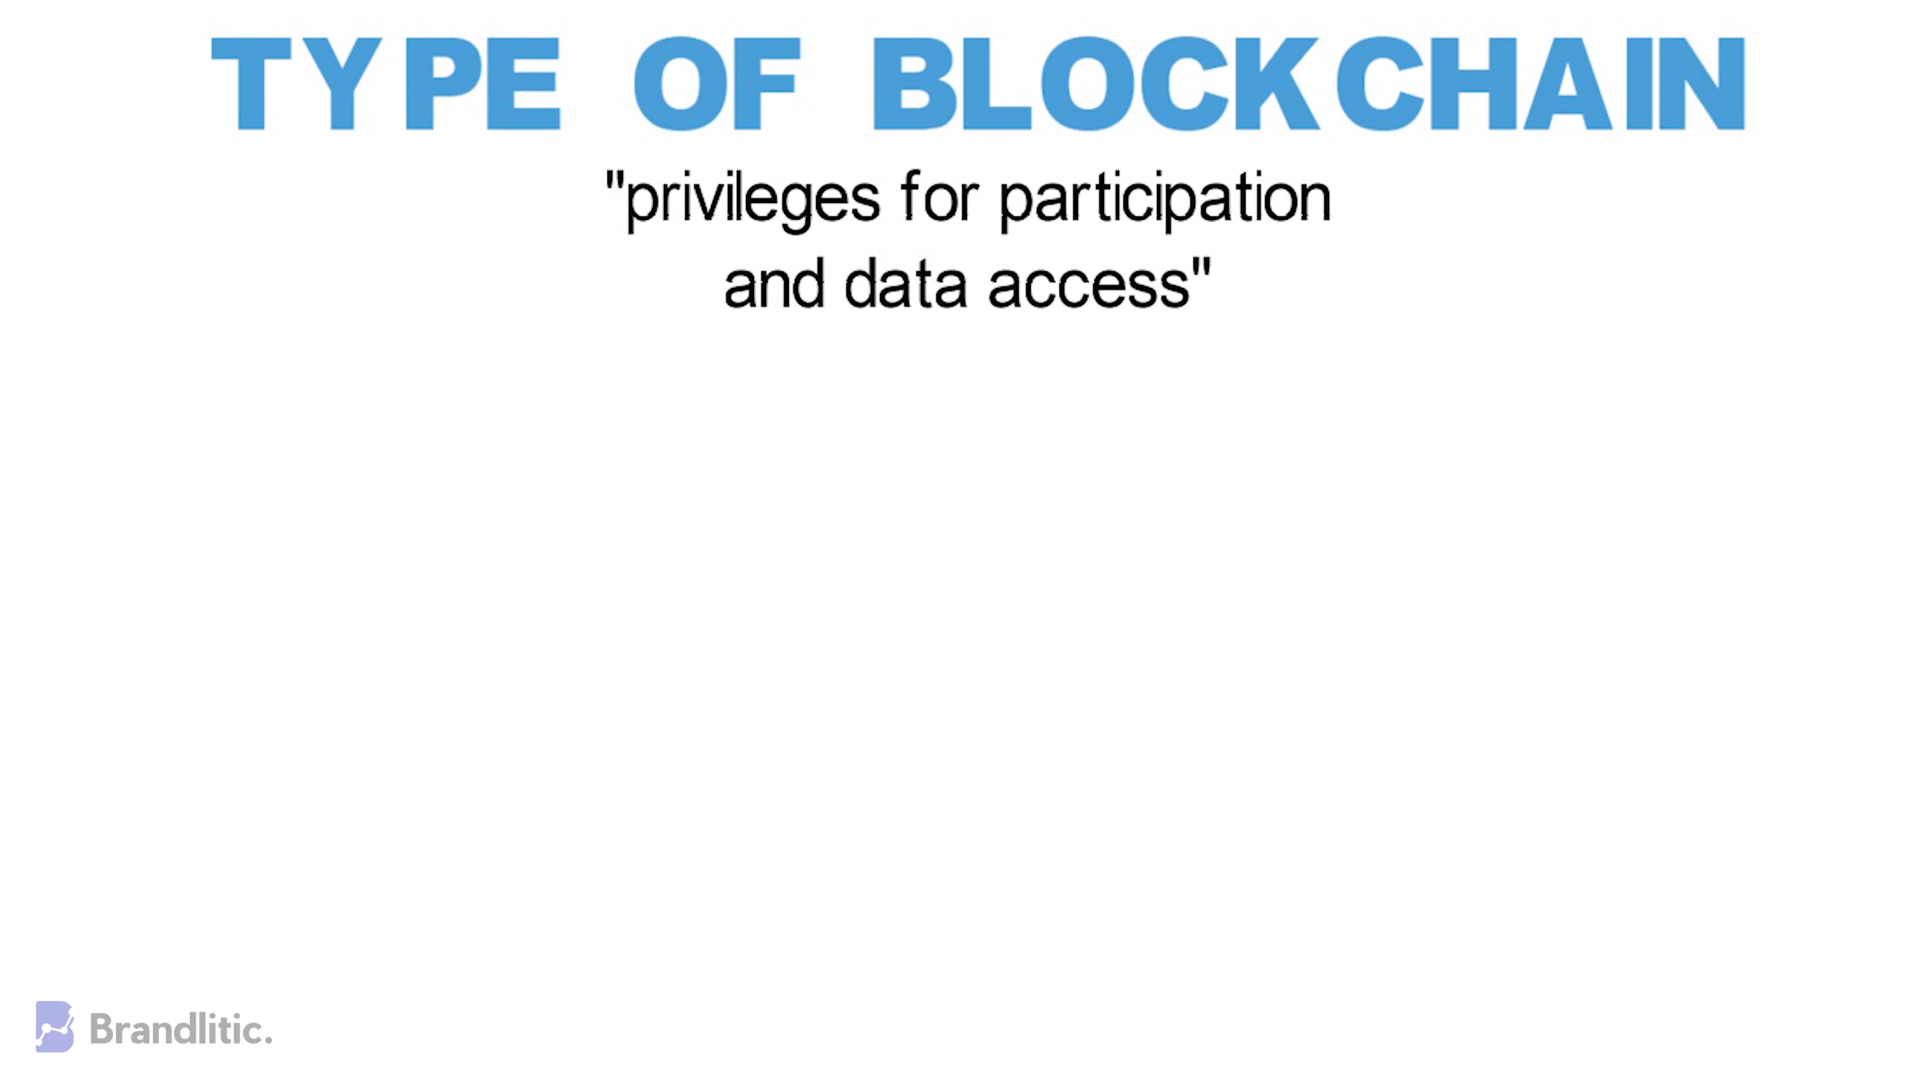 TYPE OF BLOCKCHAIN
"privileges for participation
and data access"
Brandlitic.